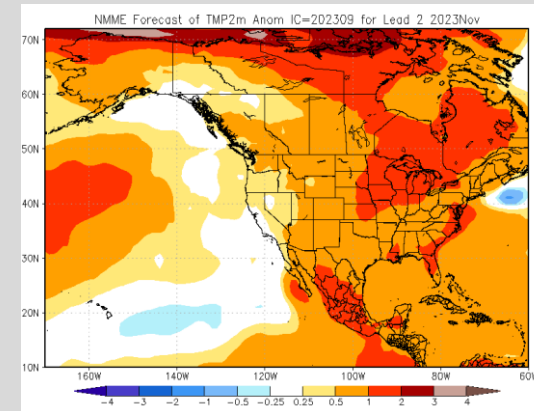 NMME Forecast of TMP2m Anom IC=202309 for Lead 2 2023Nov
70N
60N
50N
40N
30N
20N
10N
160W 140W 120W 100W 80W 60W
-4 -3 -2 -1 -0.5 -0.25 0.25 0.5 1 2 3 4